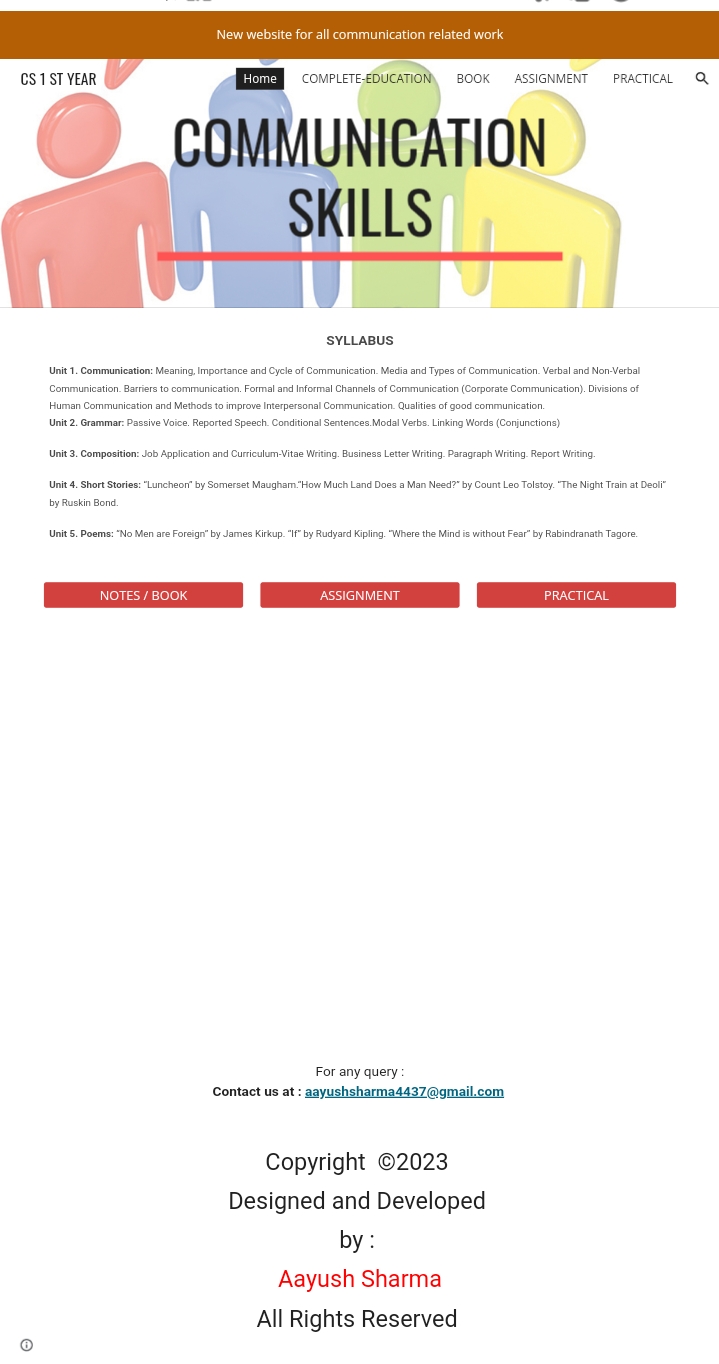 New website for all communication related work
CS 1 ST YEAR
Home
COMPLETE-EDUCATION
BOOK
ASSIGNMENT
PRACTICAL
COMMUNICATION
SKILLS
SYLLABUS
Unit 1. Communication: Meaning, Importance and Cycle of Communication. Media and Types of Communication. Verbal and Non-Verbal
Communication. Barriers to communication. Formal and Informal Channels of Communication (Corporate Communication). Divisions of
Human Communication and Methods to improve Interpersonal Communication. Qualities of good communication.
Unit 2. Grammar: Passive Voice. Reported Speech. Conditional Sentences.Modal Verbs. Linking Words (Conjunctions)
Unit 3. Composition: Job Application and Curriculum-Vitae Writing. Business Letter Writing. Paragraph Writing. Report Writing.
Unit 4. Short Stories: “Luncheon” by Somerset Maugham.“How Much Land Does a Man Need?” by Count Leo Tolstoy. “The Night Train at Deoli”
by Ruskin Bond.
Unit 5. Poems: “No Men are Foreign” by James Kirkup. “If” by Rudyard Kipling. “Where the Mind is without Fear” by Rabindranath Tagore.
NOTES / BOOK
ASSIGNMENT
PRACTICAL
For any query :
Contact us at : aayushsharma4437@gmail.com
Copyright ©2023
Designed and Developed
by :
Aayush Sharma
All Rights Reserved